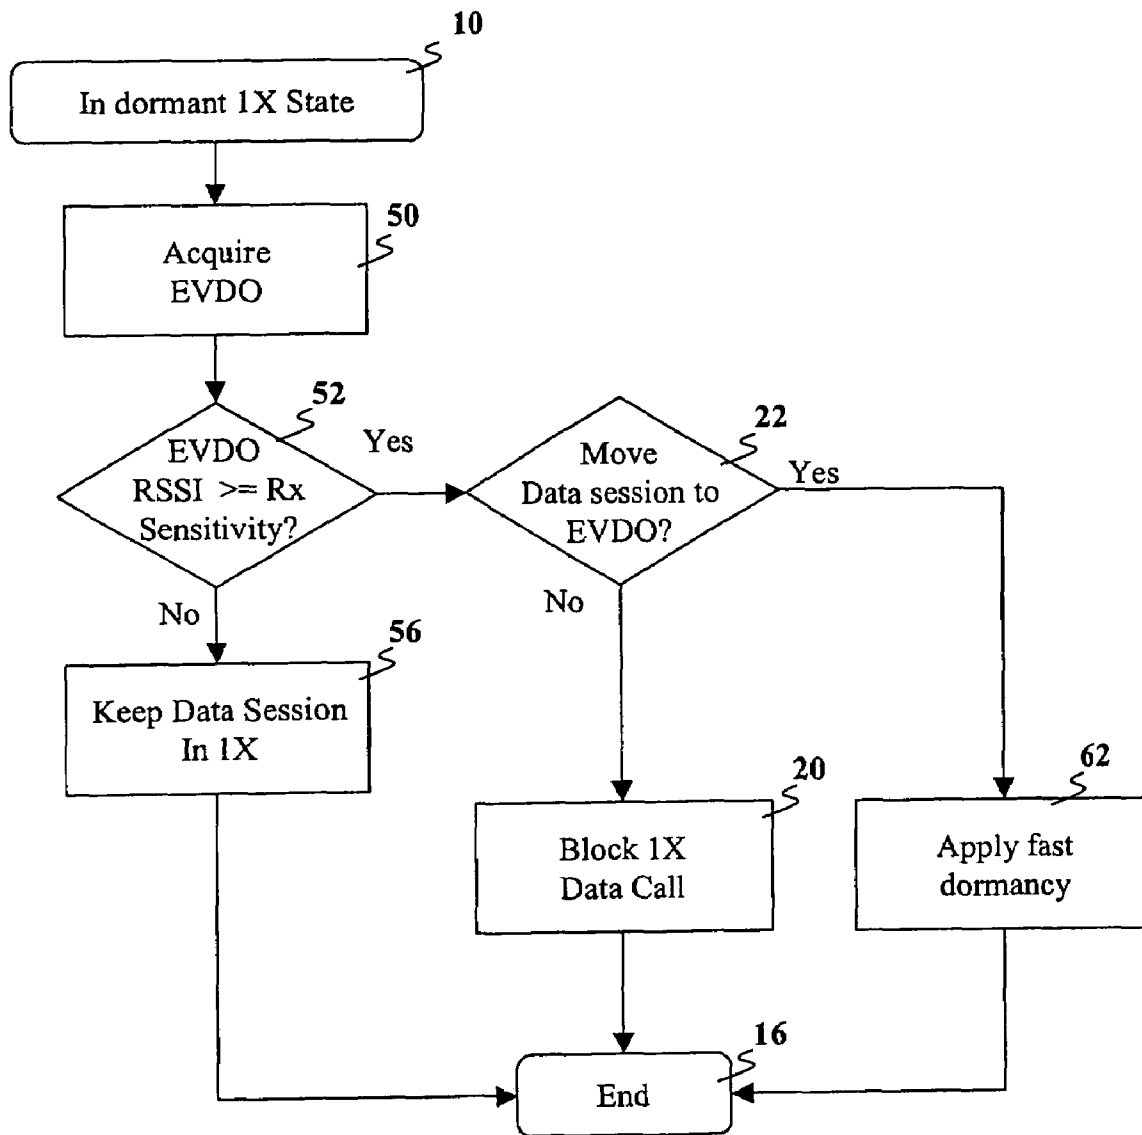 10
In dormant 1X State
50
Acquire
EVDO
52
EVDO
RSSI >= Rx
Sensitivity?
Yes
22
Move
Data session to
EVDO?
Yes
No
No
56
Keep Data Session
In 1X
20
Block 1X
Data Call
62
Apply fast
dormancy
16
End